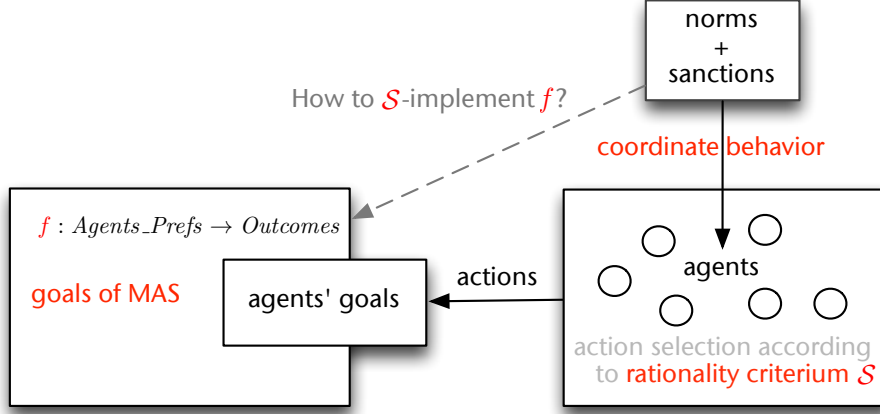 norms
+
sanctions
How to 𝒮-implement f?
coordinate behavior
f : Agents_Prefs → Outcomes
goals of MAS
agents' goals
actions
agents
action selection according
to rationality criterium 𝒮